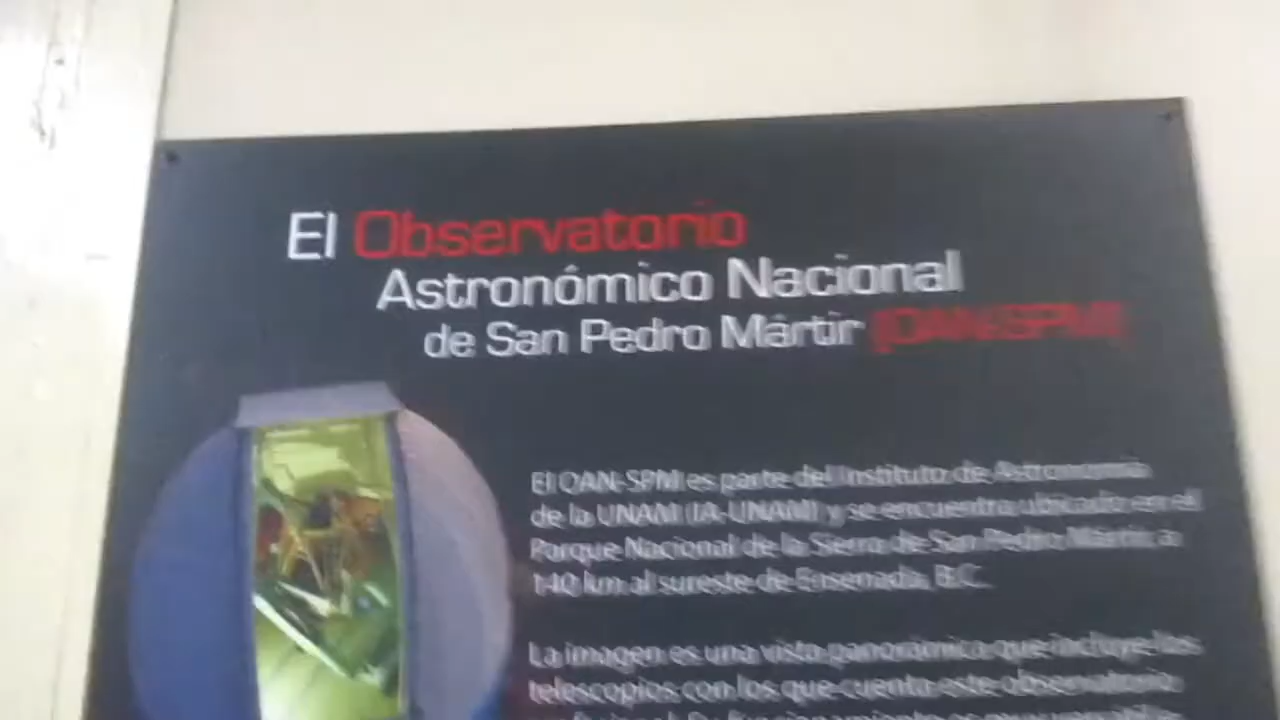 El Observatorio
Astronómico Nacional
de San Pedro Mártir (OAN-SPM)
El OAN-SPM es parte del Instituto de Astronomía
de la UNAM (IA-UNAM) y se encuentra ubicado en el
Parque Nacional de la Sierra de San Pedro Mártir, a
140 km al sureste de Ensenada, B.C.
La imagen es una vista panorámica que incluye los
telescopios con los que cuenta este observatorio